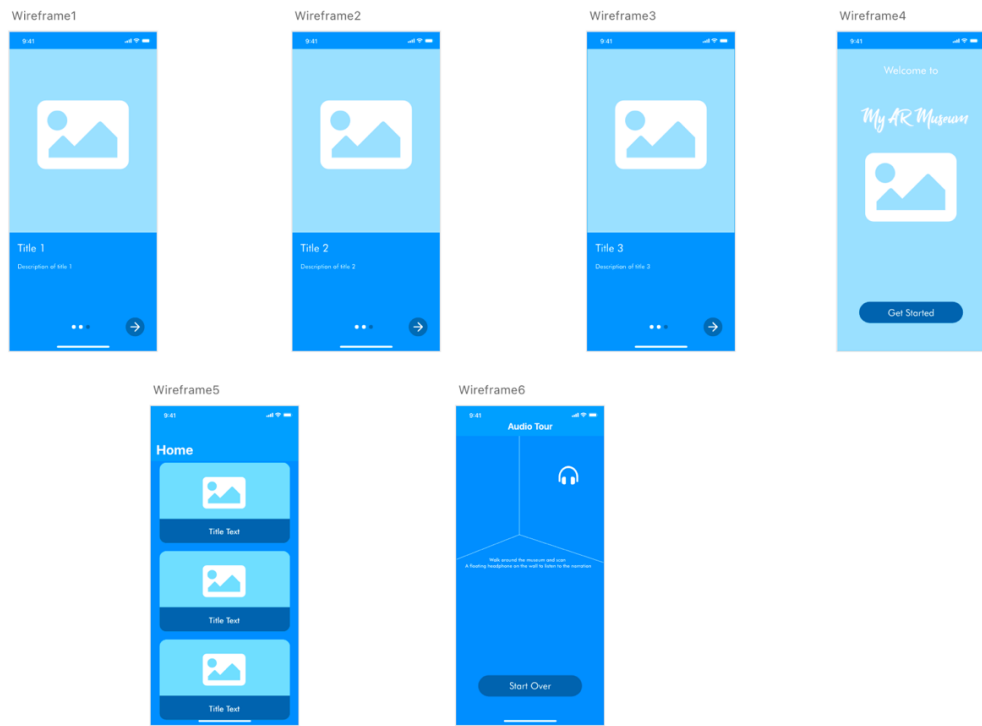 Wireframe1
9:41
Title 1
Description of title 1
Wireframe2
9:41
Title 2
Description of title 2
Wireframe3
9:41
Title 3
Description of title 3
Wireframe4
9:41
Welcome to
My AR Museum
Get Started
Wireframe5
9:41
Home
Title Text
Title Text
Title Text
Wireframe6
9:41
Audio Tour
Walk around the museum and scan
A floating headphone on the wall to listen to the narration
Start Over